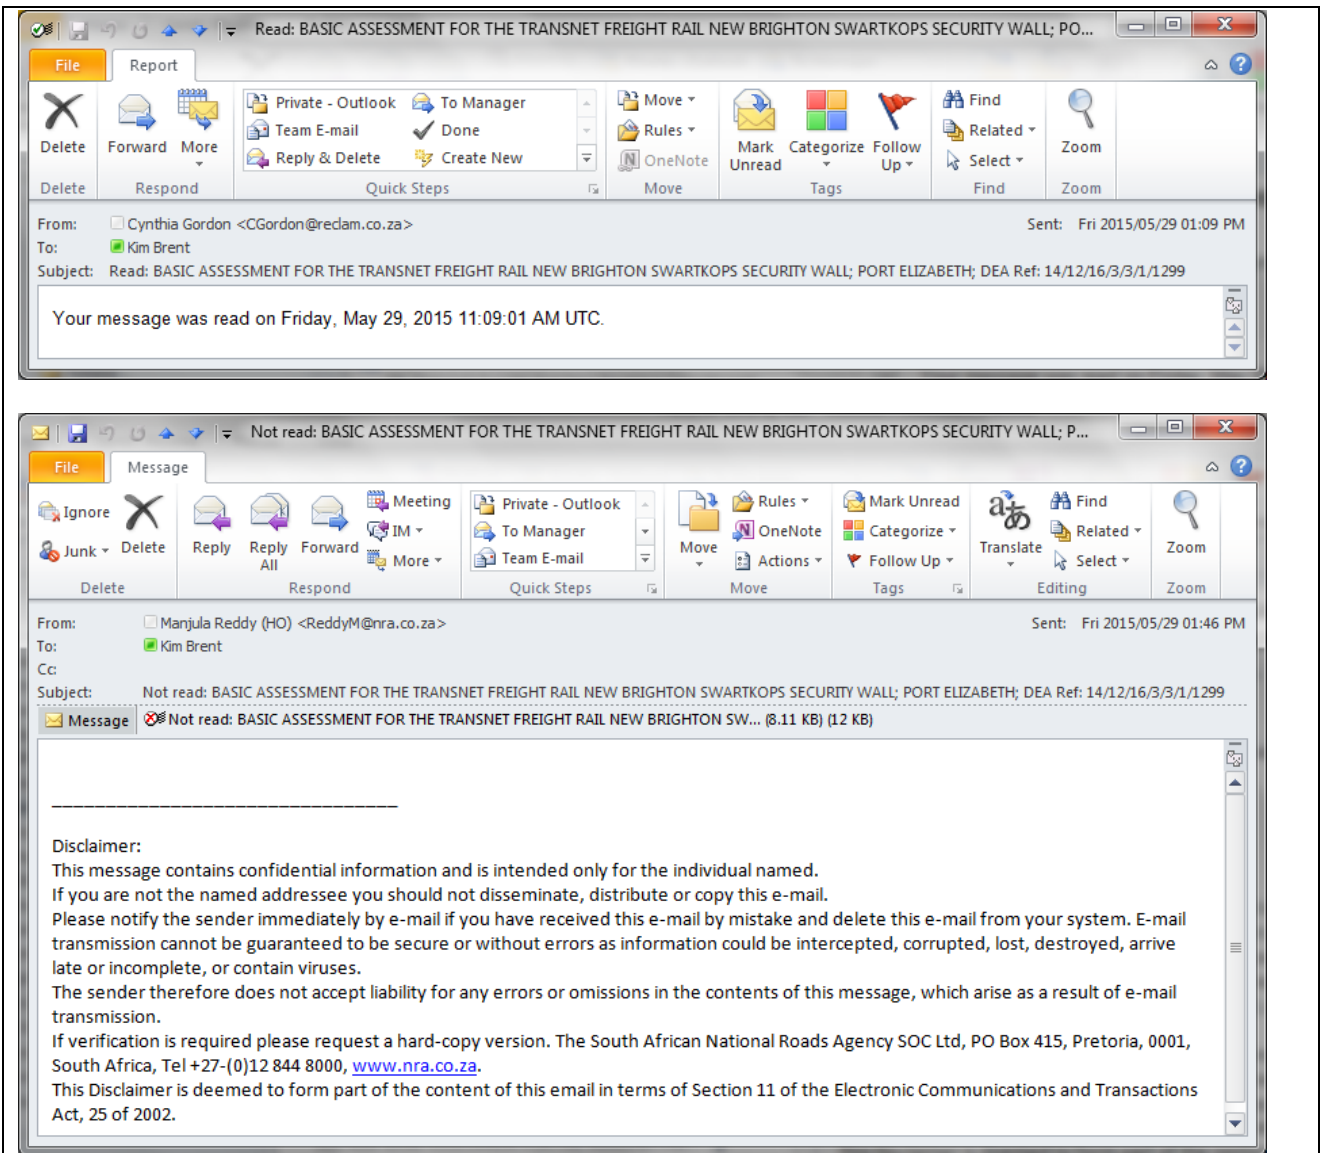 Read: BASIC ASSESSMENT FOR THE TRANSNET FREIGHT RAIL NEW BRIGHTON SWARTKOPS SECURITY WALL; PO...
File Report
Delete
Forward
More
Private - Outlook
To Manager
Team E-mail
Done
Reply & Delete
Create New
Move
Rules
OneNote
Mark Unread
Categorize
Follow Up
Find
Related
Select
Zoom
Delete Respond Quick Steps Move Tags Find Zoom
From: Cynthia Gordon <CGordon@reclam.co.za> Sent: Fri 2015/05/29 01:09 PM
To: Kim Brent
Subject: Read: BASIC ASSESSMENT FOR THE TRANSNET FREIGHT RAIL NEW BRIGHTON SWARTKOPS SECURITY WALL; PORT ELIZABETH; DEA Ref: 14/12/16/3/3/1/1299
Your message was read on Friday, May 29, 2015 11:09:01 AM UTC.
Not read: BASIC ASSESSMENT FOR THE TRANSNET FREIGHT RAIL NEW BRIGHTON SWARTKOPS SECURITY WALL; P...
File Message
Ignore
Junk
Delete
Reply
Reply All
Forward
Meeting
IM
More
Private - Outlook
To Manager
Team E-mail
Move
Rules
OneNote
Actions
Mark Unread
Categorize
Follow Up
Translate
Find
Related
Select
Zoom
Delete Respond Quick Steps Move Tags Editing Zoom
From: Manjula Reddy (HO) <ReddyM@nra.co.za> Sent: Fri 2015/05/29 01:46 PM
To: Kim Brent
Cc:
Subject: Not read: BASIC ASSESSMENT FOR THE TRANSNET FREIGHT RAIL NEW BRIGHTON SWARTKOPS SECURITY WALL; PORT ELIZABETH; DEA Ref: 14/12/16/3/3/1/1299
Message Not read: BASIC ASSESSMENT FOR THE TRANSNET FREIGHT RAIL NEW BRIGHTON SW... (8.11 KB) (12 KB)
________________________________
Disclaimer:
This message contains confidential information and is intended only for the individual named.
If you are not the named addressee you should not disseminate, distribute or copy this e-mail.
Please notify the sender immediately by e-mail if you have received this e-mail by mistake and delete this e-mail from your system. E-mail
transmission cannot be guaranteed to be secure or without errors as information could be intercepted, corrupted, lost, destroyed, arrive
late or incomplete, or contain viruses.
The sender therefore does not accept liability for any errors or omissions in the contents of this message, which arise as a result of e-mail
transmission.
If verification is required please request a hard-copy version. The South African National Roads Agency SOC Ltd, PO Box 415, Pretoria, 0001,
South Africa, Tel +27-(0)12 844 8000, www.nra.co.za.
This Disclaimer is deemed to form part of the content of this email in terms of Section 11 of the Electronic Communications and Transactions
Act, 25 of 2002.